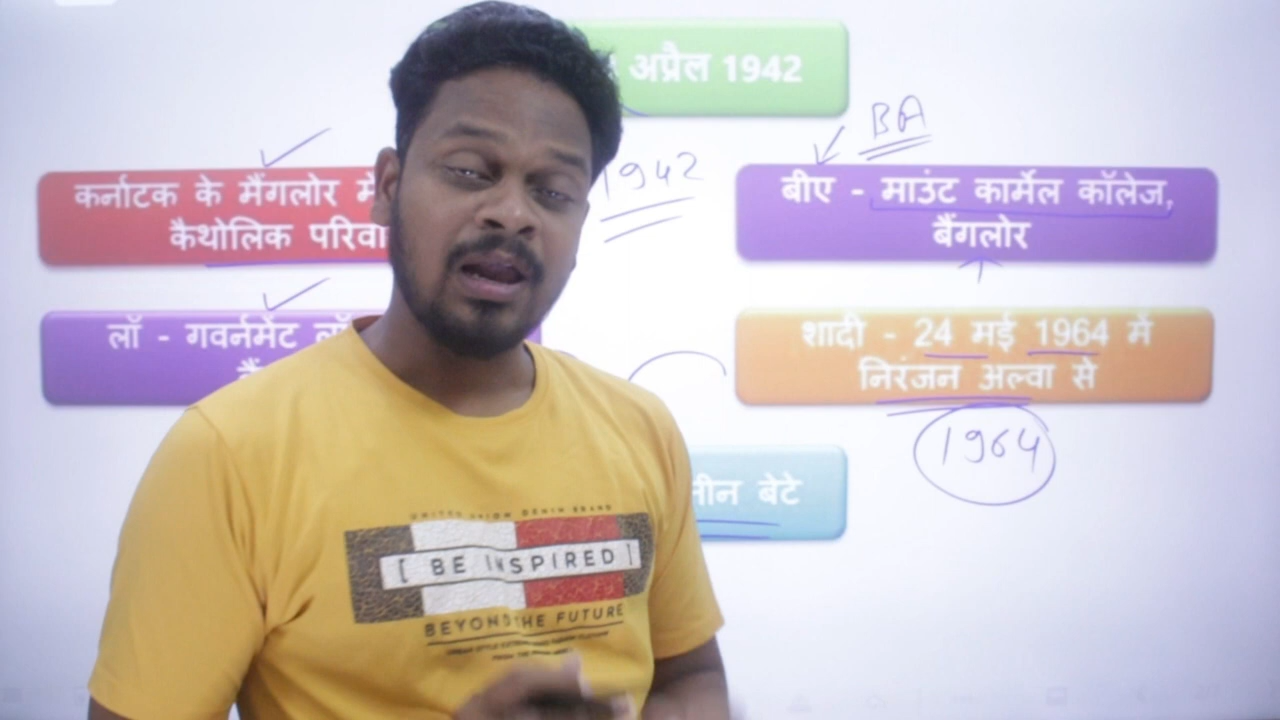 अप्रैल 1942
BA
1942
कर्नाटक के मैंगलोर में
कैथोलिक
बीए - माउंट कार्मेल कॉलेज,
बैंगलोर
लॉ - गवर्नमेंट
शादी - 24 मई 1964 में
निरंजन अल्वा से
1964
बेटे
[ BE INSPIRED ]
BEYOND THE FUTURE